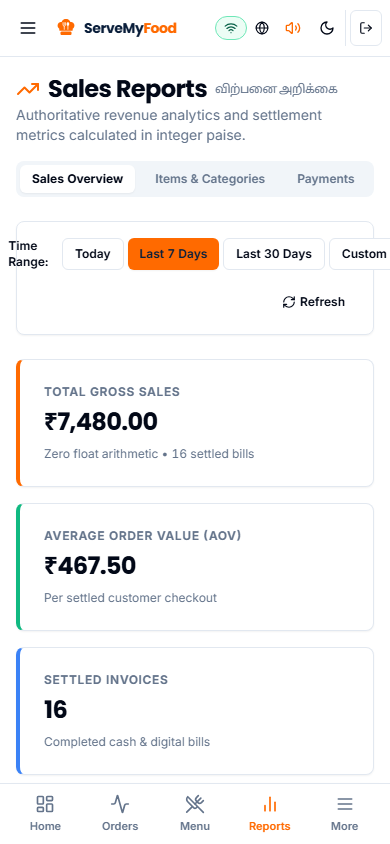 ServeMyFood
Sales Reports விற்பனை அறிக்கை
Authoritative revenue analytics and settlement
metrics calculated in integer paise.
Sales Overview Items & Categories Payments
Time
Range:
Today Last 7 Days Last 30 Days Custom
Refresh
TOTAL GROSS SALES
₹7,480.00
Zero float arithmetic • 16 settled bills
AVERAGE ORDER VALUE (AOV)
₹467.50
Per settled customer checkout
SETTLED INVOICES
16
Completed cash & digital bills
Home Orders Menu Reports More